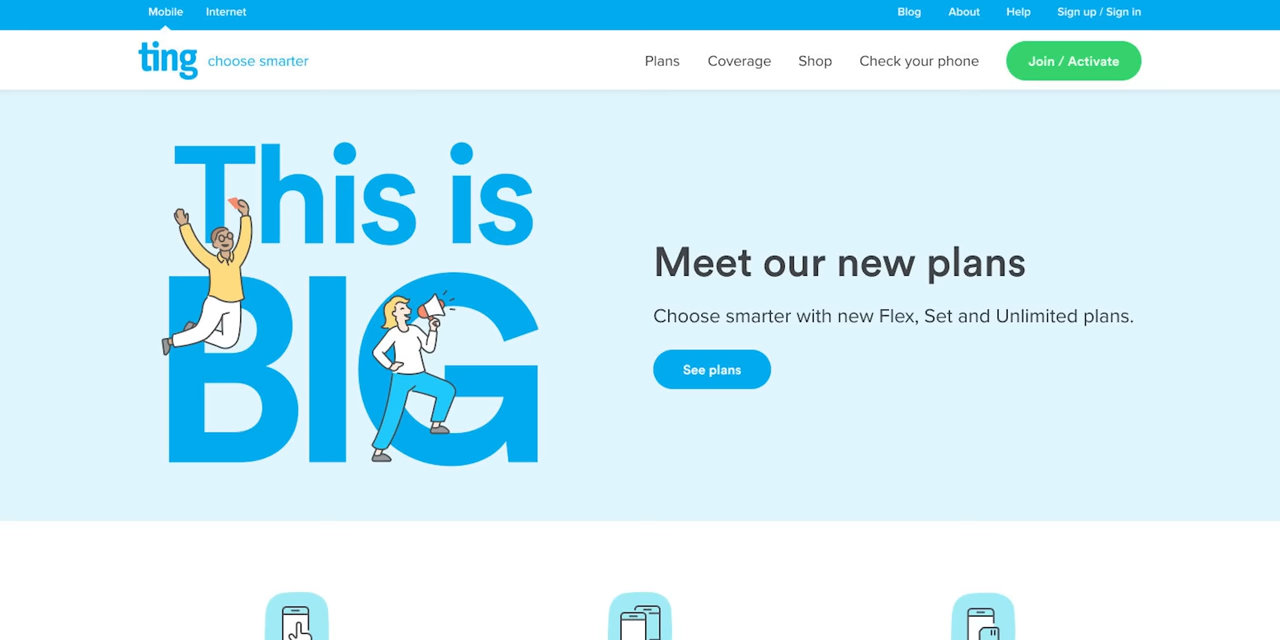 Mobile Internet Blog About Help Sign up / Sign in
ting choose smarter Plans Coverage Shop Check your phone Join / Activate
This is
BIG
Meet our new plans
Choose smarter with new Flex, Set and Unlimited plans.
See plans